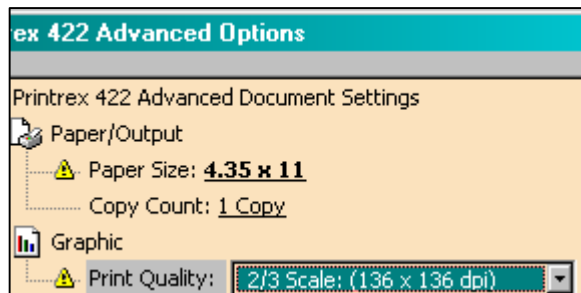 ex 422 Advanced Options
Printrex 422 Advanced Document Settings
Paper/Output
Paper Size: 4.35 x 11
Copy Count: 1 Copy
Graphic
Print Quality: 2/3 Scale: (136 x 136 dpi)